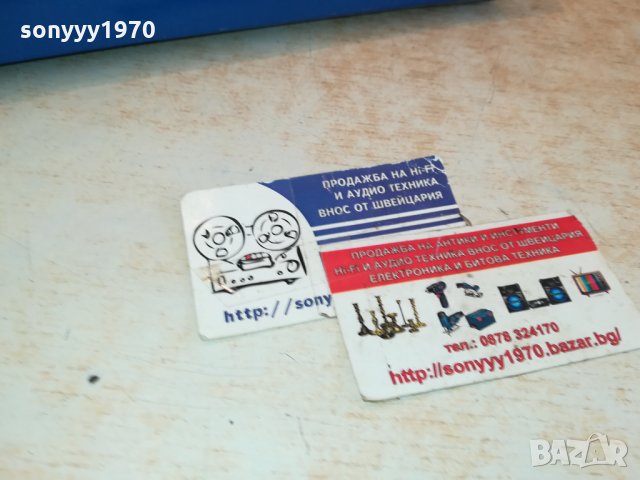 sonyyy1970
ПРОДАЖБА НА Hi-Fi
И АУДИО ТЕХНИКА
ВНОС ОТ ШВЕЙЦАРИЯ
http://sony
ПРОДАЖБА НА АНТИКИ И ИНСТРУМЕНТИ
Hi-Fi И АУДИО ТЕХНИКА ВНОС ОТ ШВЕЙЦАРИЯ
ЕЛЕКТРОНИКА И БИТОВА ТЕХНИКА
тел.: 0878 324170
http://sonyyy1970.bazar.bg/
sonyyy1970
BAZAR